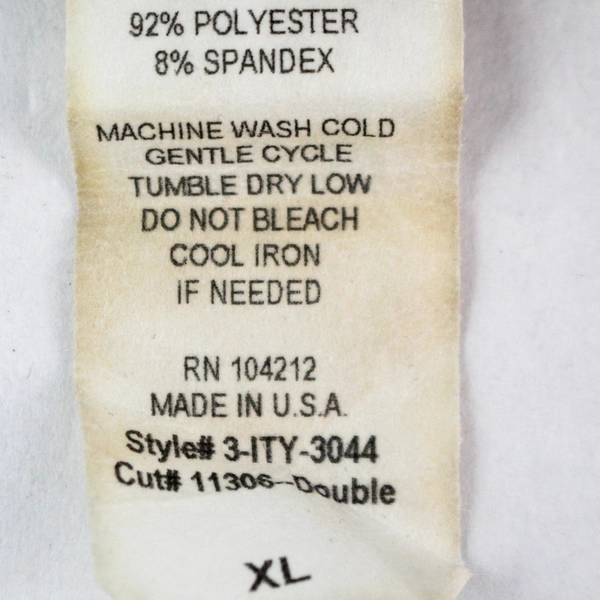 92% POLYESTER
8% SPANDEX
MACHINE WASH COLD
GENTLE CYCLE
TUMBLE DRY LOW
DO NOT BLEACH
COOL IRON
IF NEEDED
RN 104212
MADE IN U.S.A.
Style# 3-ITY-3044
Cut# 11306--Double
XL